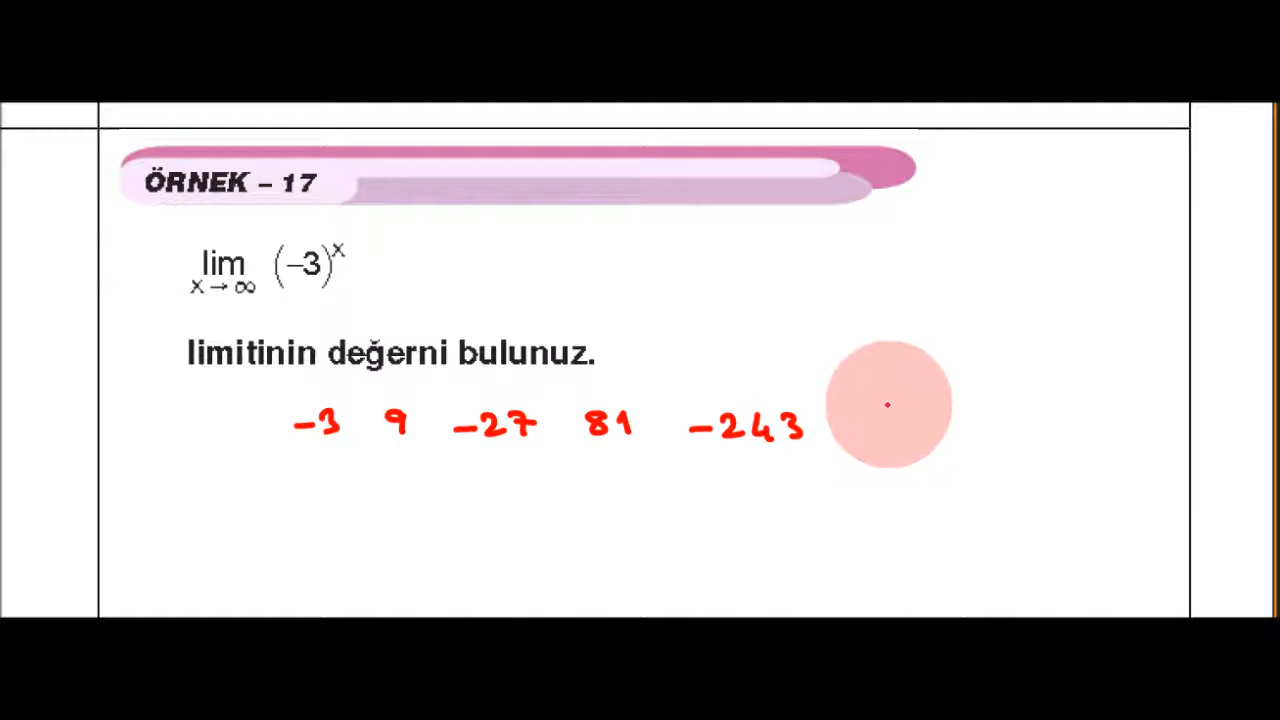 ÖRNEK – 17
lim (–3)^x
x → ∞
limitinin değerni bulunuz.
-3 9 -27 81 -243